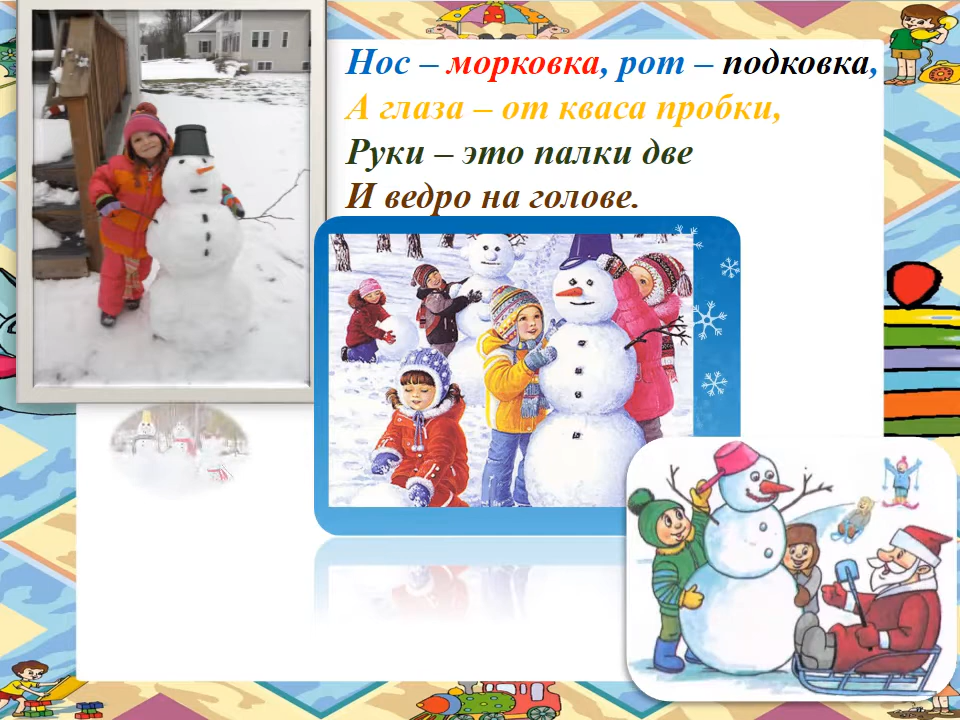 Нос – морковка, рот – подковка,
А глаза – от кваса пробки,
Руки – это палки две
И ведро на голове.